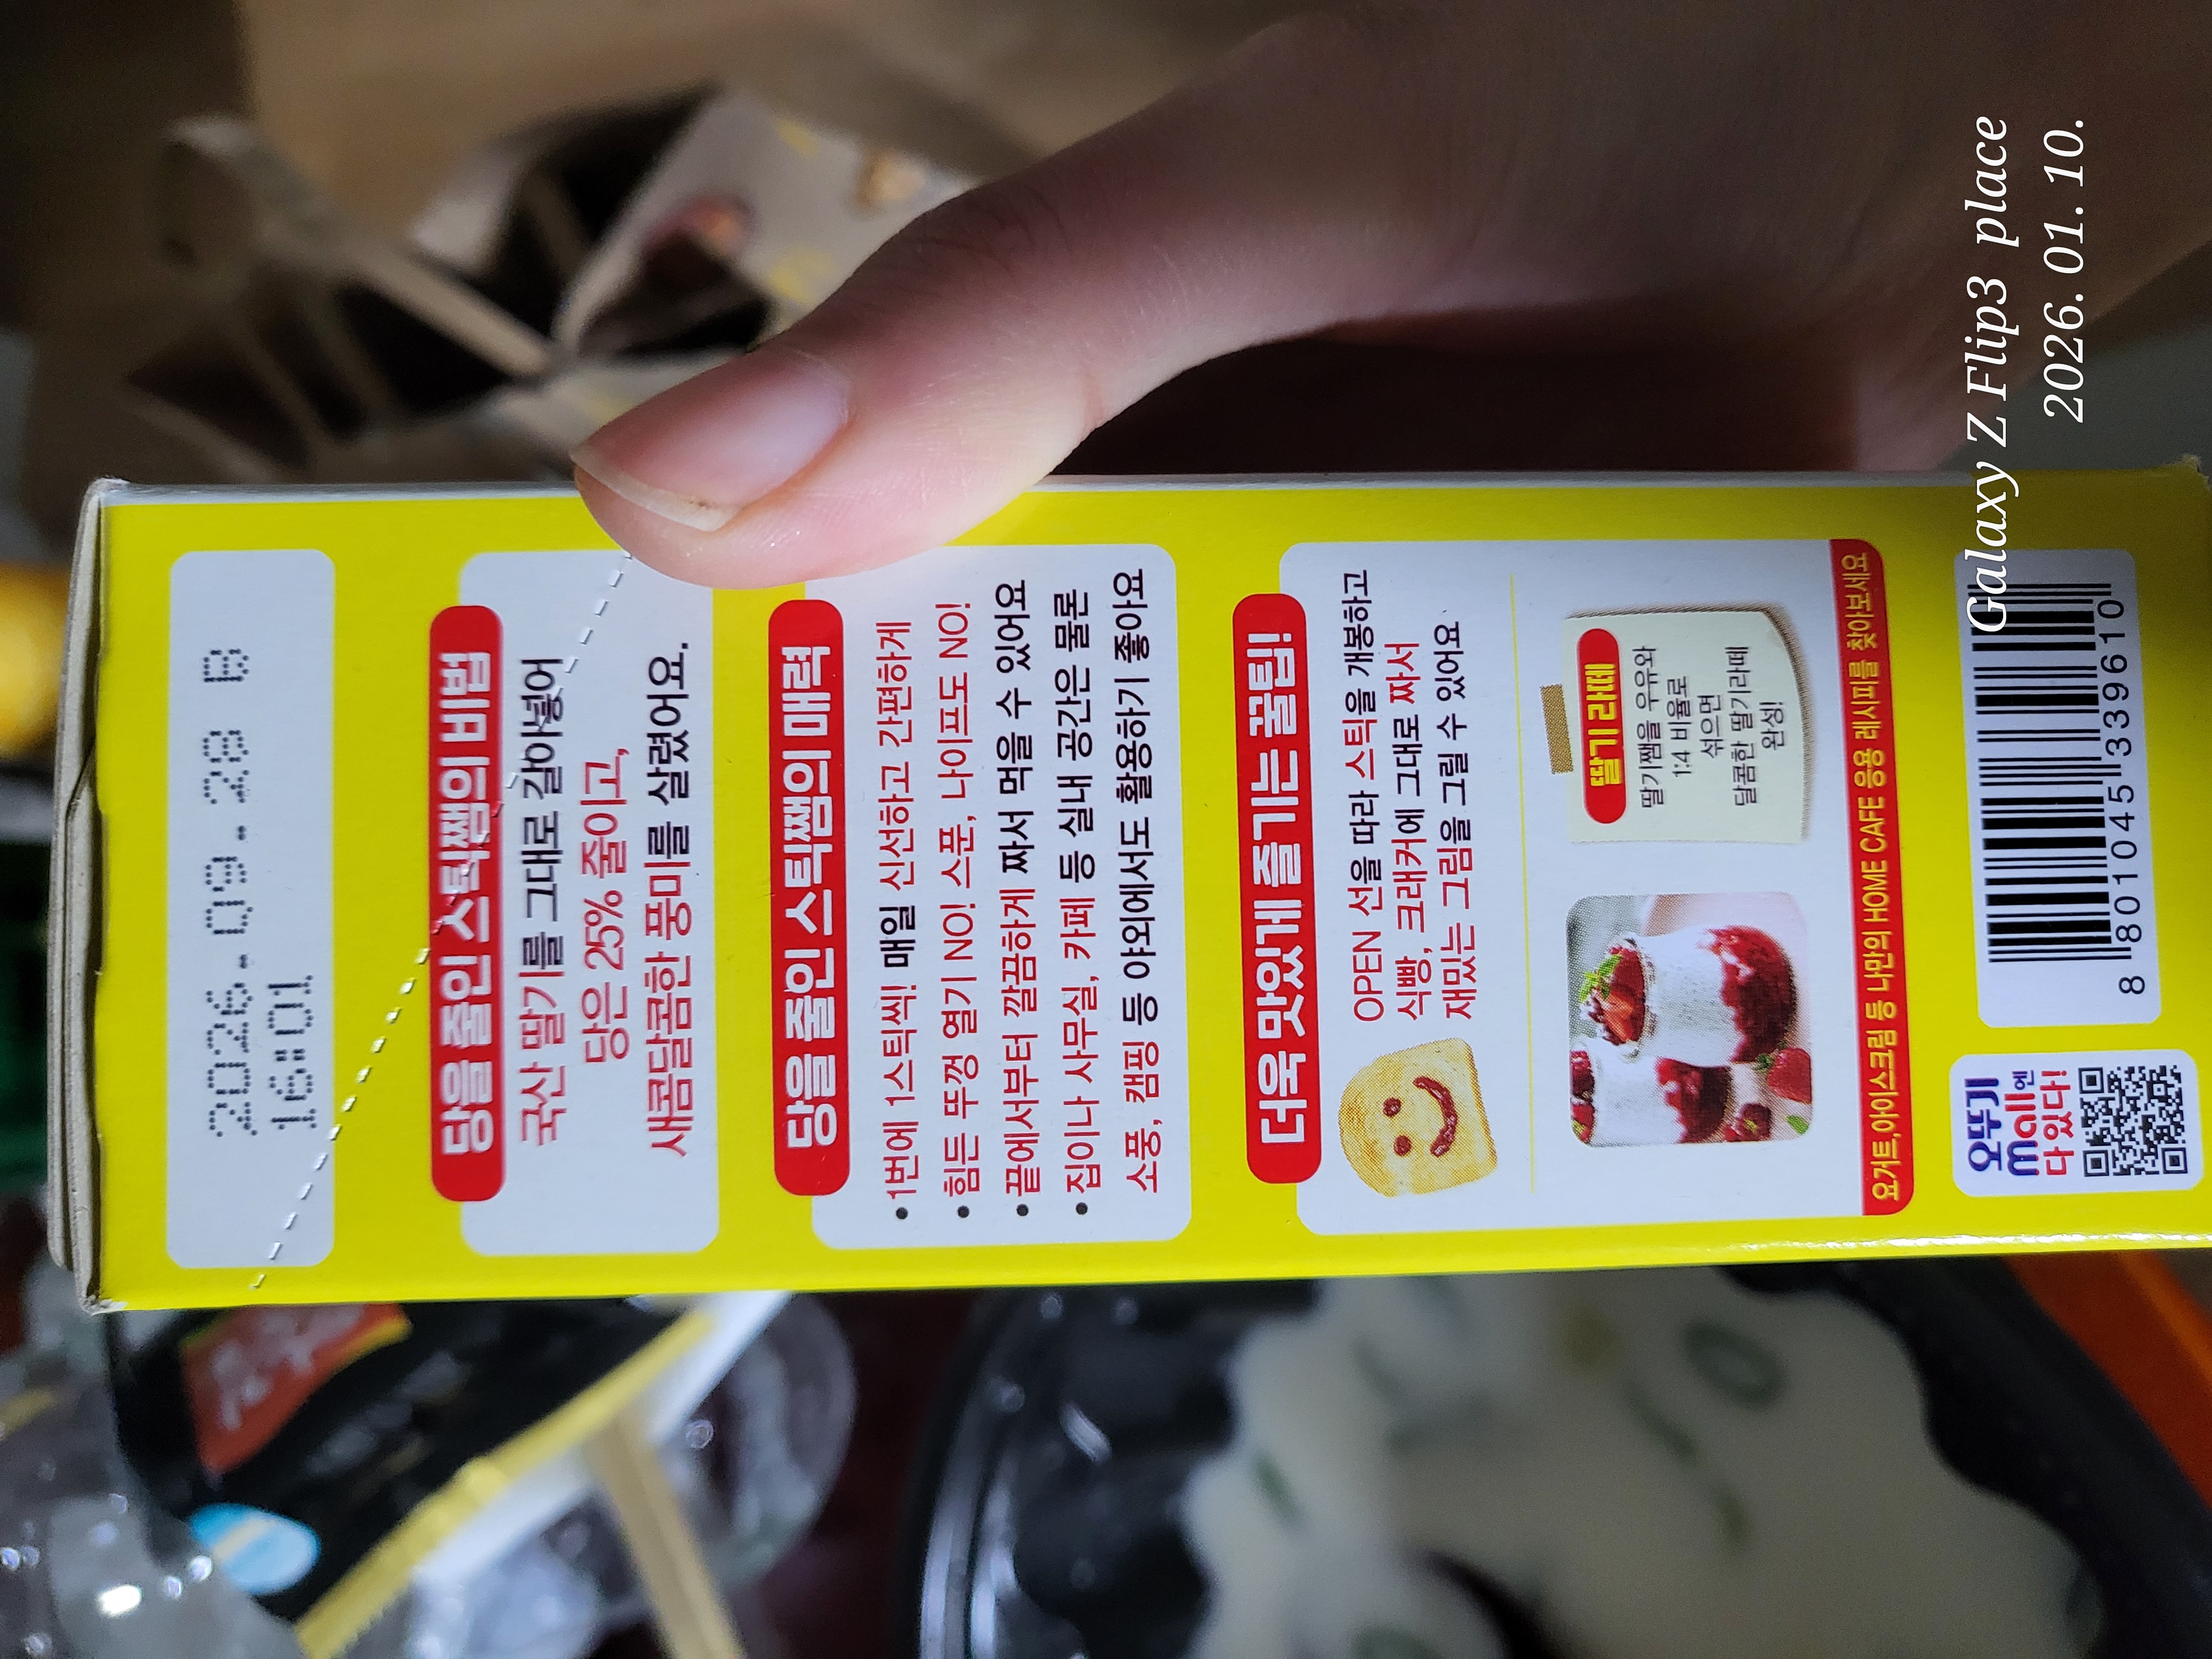 2026.09.28 B
16:01
당을 줄인 스틱쨈의 비법
국산 딸기를 그대로 갈아넣어
당은 25% 줄이고,
새콤달콤한 풍미를 살렸어요.
당을 줄인 스틱쨈의 매력
• 1번에 1스틱씩! 매일 신선하고 간편하게
• 힘든 뚜껑 열기 NO! 스푼, 나이프도 NO!
• 끝에서부터 깔끔하게 짜서 먹을 수 있어요
• 집이나 사무실, 카페 등 실내 공간은 물론
소풍, 캠핑 등 야외에서도 활용하기 좋아요
더욱 맛있게 즐기는 꿀팁!
OPEN 선을 따라 스틱을 개봉하고
식빵, 크래커에 그대로 짜서
재밌는 그림을 그릴 수 있어요
딸기 라떼
딸기쨈을 우유와
1:4 비율로
섞으면
달콤한 딸기라떼
완성!
요거트,아이스크림 등 나만의 HOME CAFE 응용 레시피를 찾아보세요
오뚜기
mall엔
다 있다!
8 801045 339610
Galaxy Z Flip3 place
2026. 01. 10.